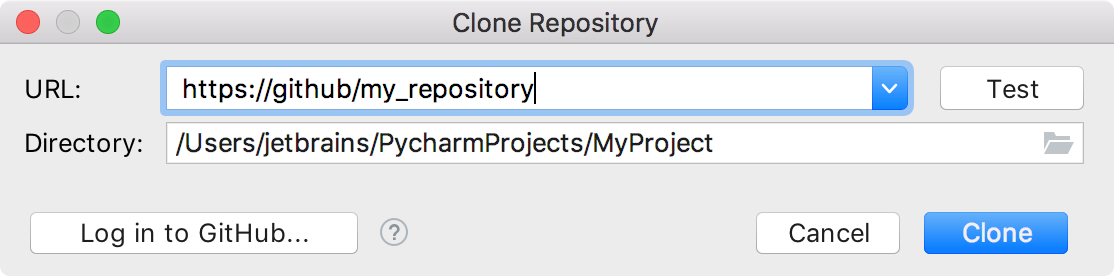 Clone Repository
URL: https://github/my_repository Test
Directory: /Users/jetbrains/PycharmProjects/MyProject
Log in to GitHub... ? Cancel Clone